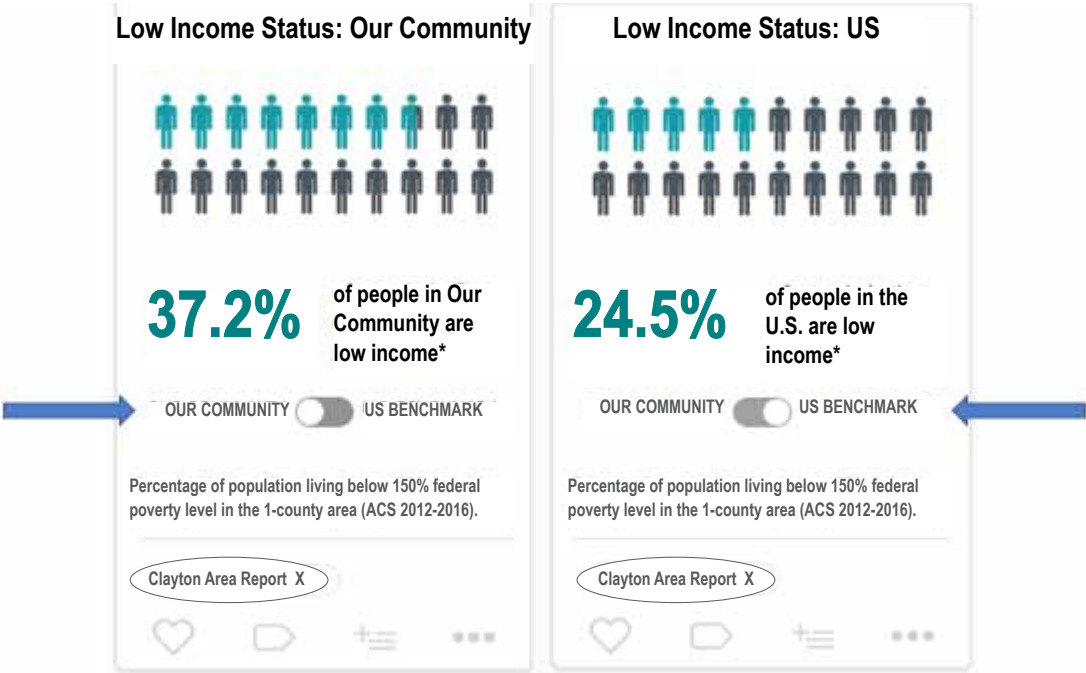 Low Income Status: Our Community
37.2%
of people in Our
Community are
low income*
OUR COMMUNITY US BENCHMARK
Percentage of population living below 150% federal
poverty level in the 1-county area (ACS 2012-2016).
Clayton Area Report X
Low Income Status: US
24.5%
of people in the
U.S. are low
income*
OUR COMMUNITY US BENCHMARK
Percentage of population living below 150% federal
poverty level in the 1-county area (ACS 2012-2016).
Clayton Area Report X